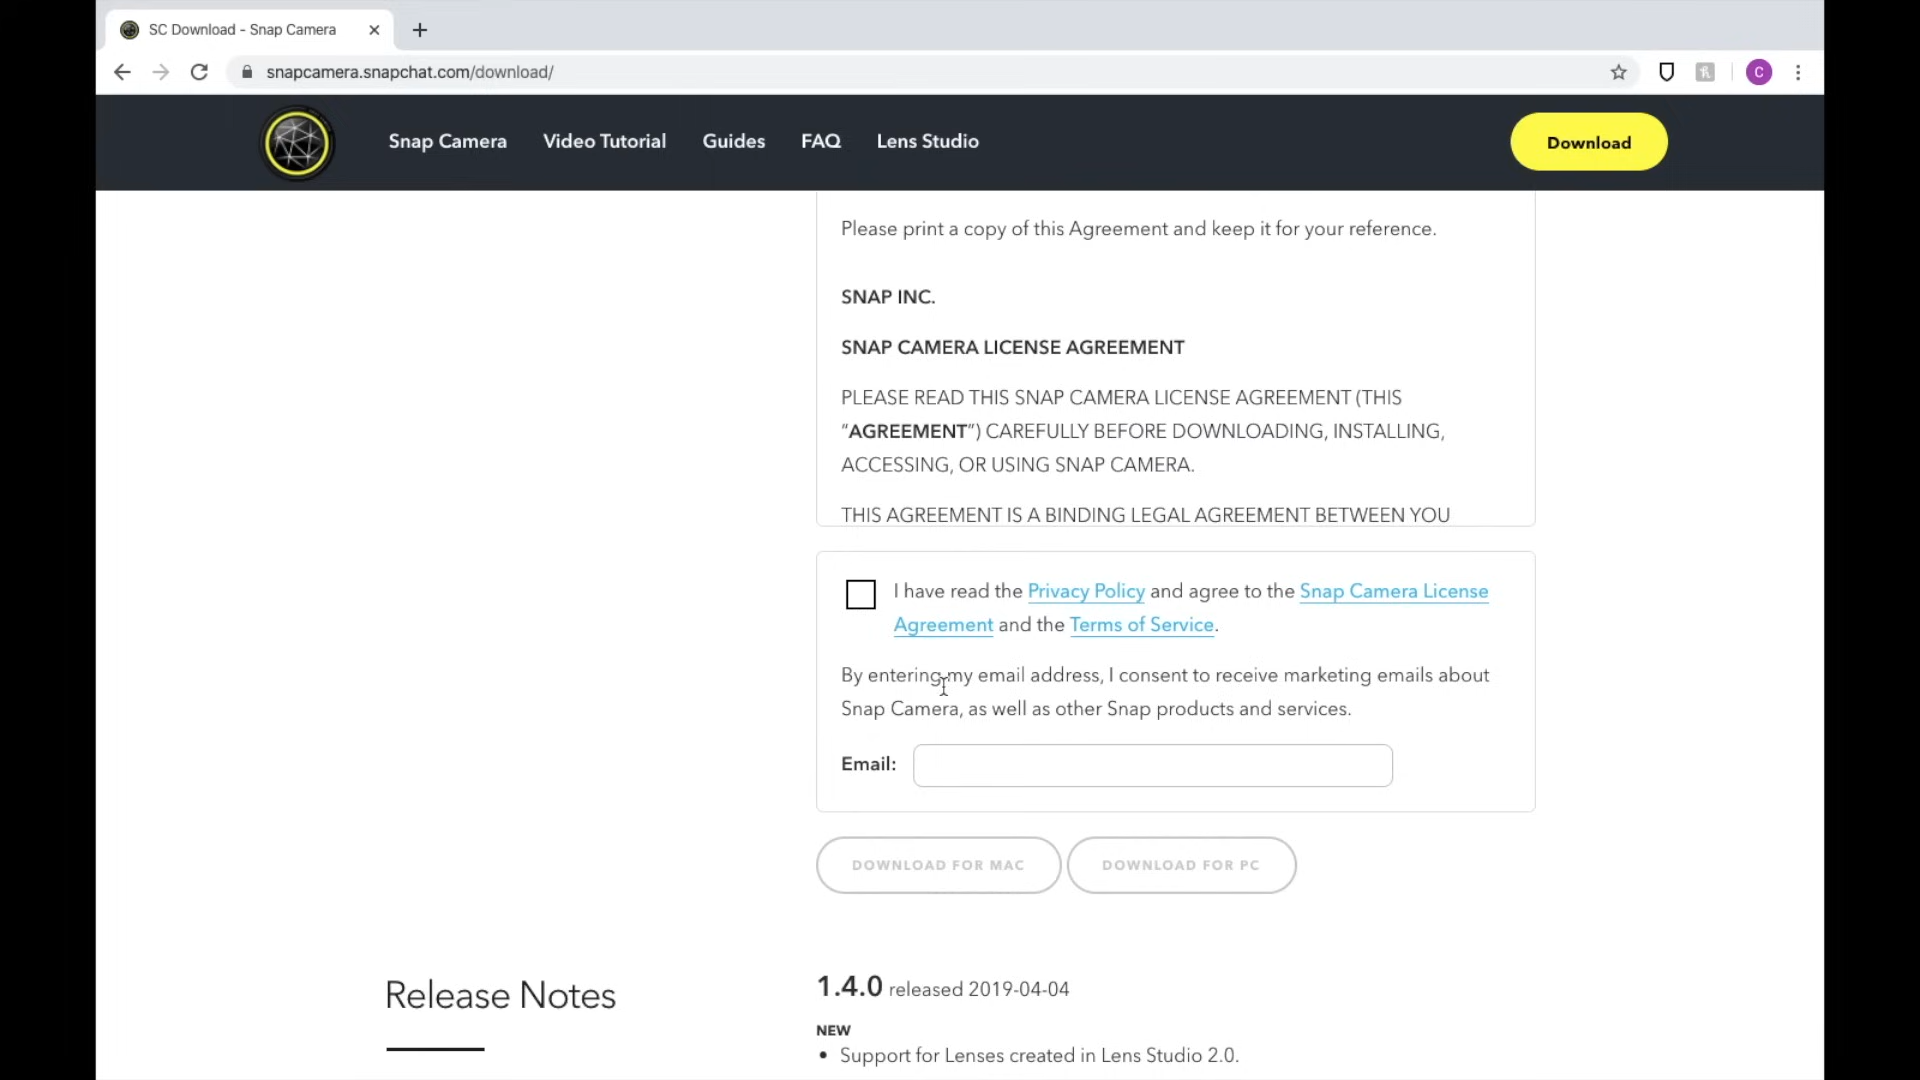 SC Download - Snap Camera
snapcamera.snapchat.com/download/
C
Snap Camera
Video Tutorial
Guides
FAQ
Lens Studio
Download
Please print a copy of this Agreement and keep it for your reference.
SNAP INC.
SNAP CAMERA LICENSE AGREEMENT
PLEASE READ THIS SNAP CAMERA LICENSE AGREEMENT (THIS
“AGREEMENT”) CAREFULLY BEFORE DOWNLOADING, INSTALLING,
ACCESSING, OR USING SNAP CAMERA.
THIS AGREEMENT IS A BINDING LEGAL AGREEMENT BETWEEN YOU
I have read the Privacy Policy and agree to the Snap Camera License
Agreement and the Terms of Service.
By entering my email address, I consent to receive marketing emails about
Snap Camera, as well as other Snap products and services.
Email:
DOWNLOAD FOR MAC
DOWNLOAD FOR PC
Release Notes
1.4.0 released 2019-04-04
NEW
• Support for Lenses created in Lens Studio 2.0.